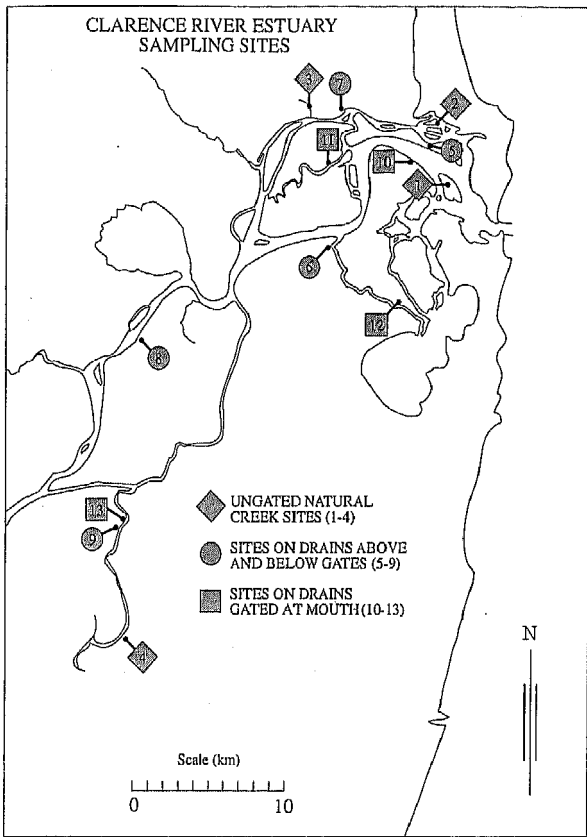 CLARENCE RIVER ESTUARY
SAMPLING SITES
3
7
2
11
5
10
1
6
12
8
13
9
4
UNGATED NATURAL
CREEK SITES (1-4)
SITES ON DRAINS ABOVE
AND BELOW GATES (5-9)
SITES ON DRAINS
GATED AT MOUTH (10-13)
N
Scale (km)
0 10